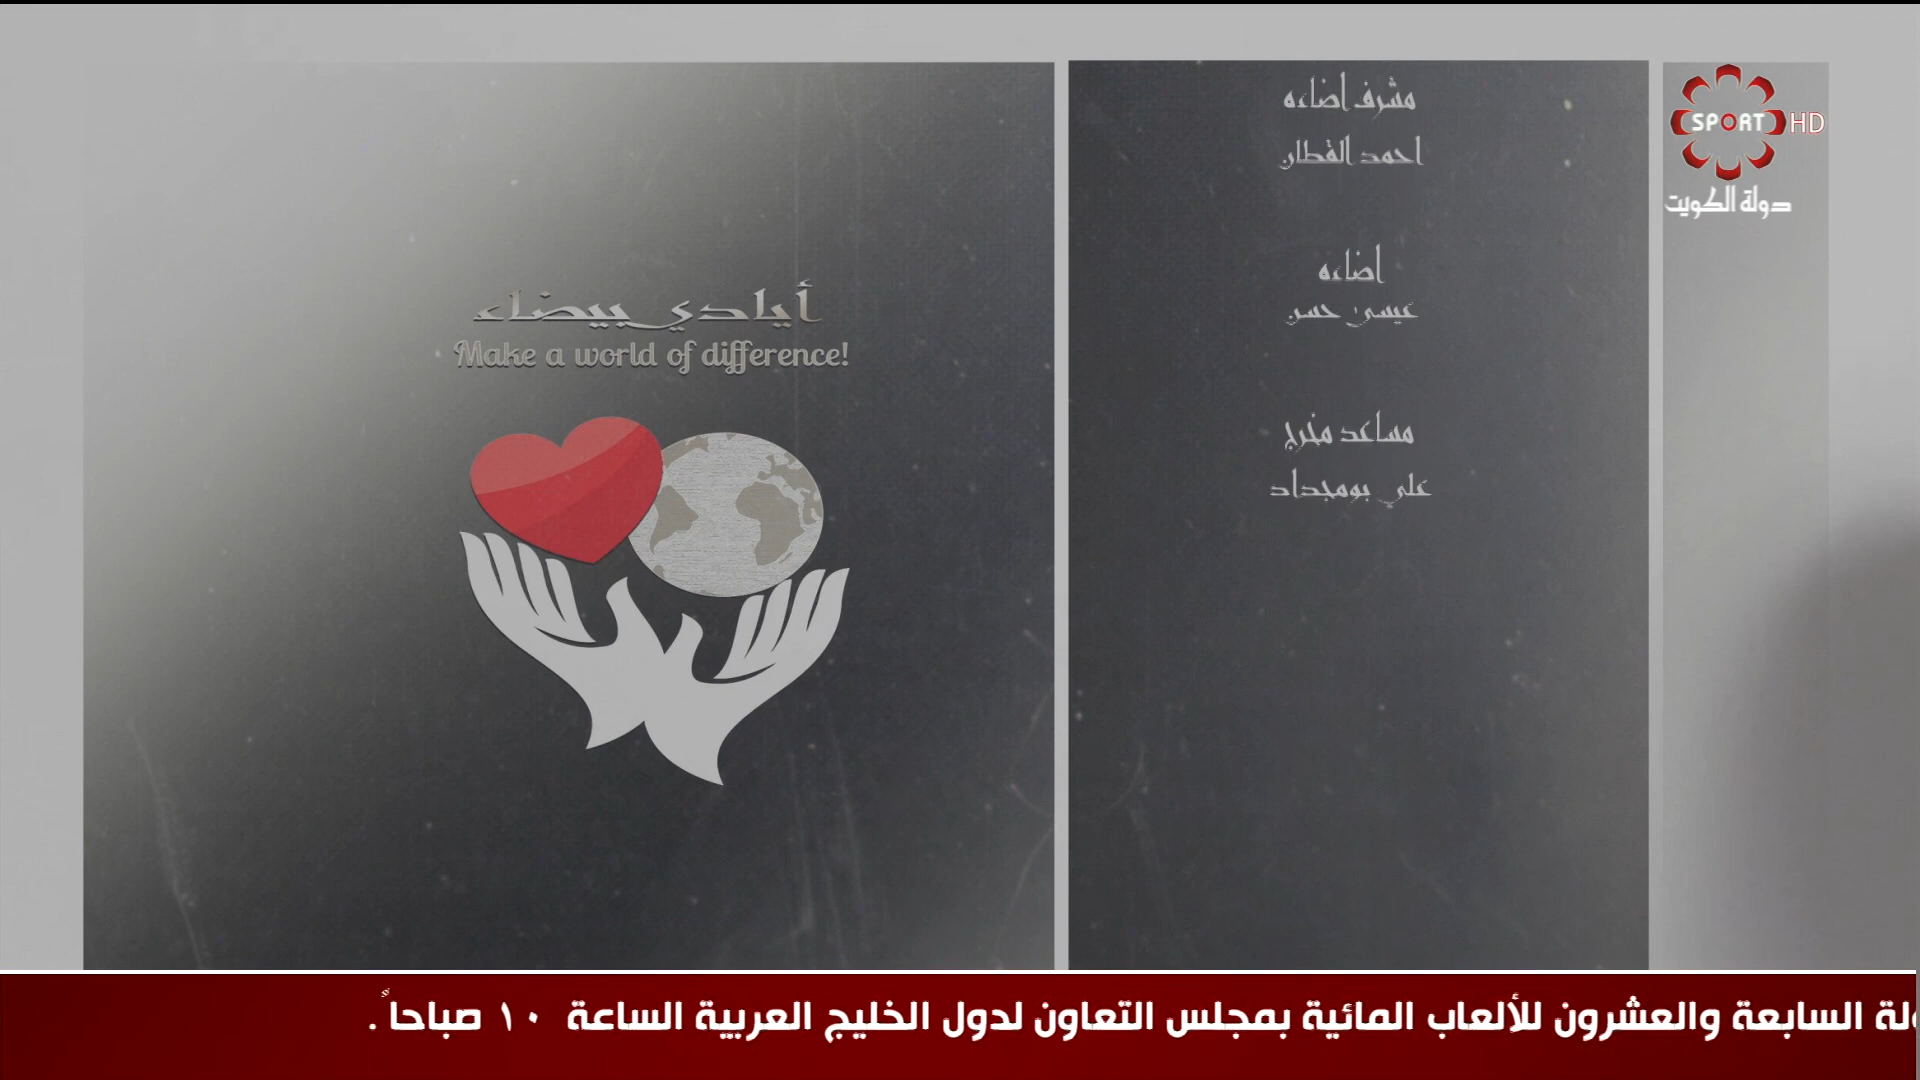 أيادي بيضاء
Make a world of difference!
مشرف اضاءه
احمد القطان
اضاءه
عيسى حسن
مساعد مخرج
علي بومجداد
SPORT HD
دولة الكويت
السابعة والعشرون للألعاب المائية بمجلس التعاون لدول الخليج العربية الساعة ١٠ صباحاً .